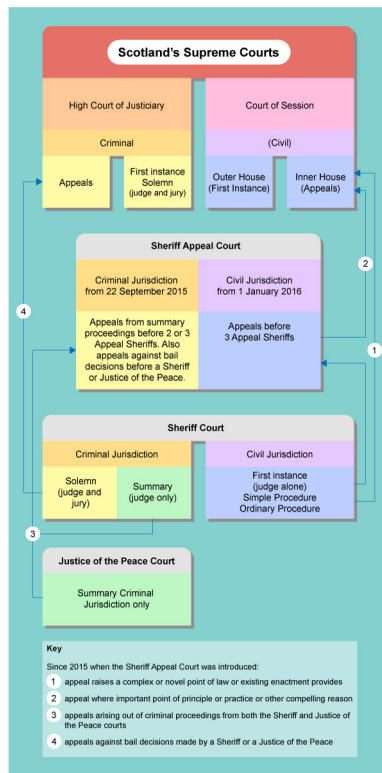 Scotland's Supreme Courts
High Court of Justiciary
Court of Session
Criminal
(Civil)
Appeals
First instance
Solemn
(judge and jury)
Outer House
(First Instance)
Inner House
(Appeals)
Sheriff Appeal Court
Criminal Jurisdiction
from 22 September 2015
Civil Jurisdiction
from 1 January 2016
Appeals from summary
proceedings before 2 or 3
Appeal Sheriffs. Also
appeals against bail
decisions before a Sheriff
or Justice of the Peace.
Appeals before
3 Appeal Sheriffs
2
4
1
Sheriff Court
Criminal Jurisdiction
Civil Jurisdiction
Solemn
(judge and
jury)
Summary
(judge only)
First instance
(judge alone)
Simple Procedure
Ordinary Procedure
3
Justice of the Peace Court
Summary Criminal
Jurisdiction only
Key
Since 2015 when the Sheriff Appeal Court was introduced:
1 appeal raises a complex or novel point of law or existing enactment provides
2 appeal where important point of principle or practice or other compelling reason
3 appeals arising out of criminal proceedings from both the Sheriff and Justice of
the Peace courts
4 appeals against bail decisions made by a Sheriff or a Justice of the Peace